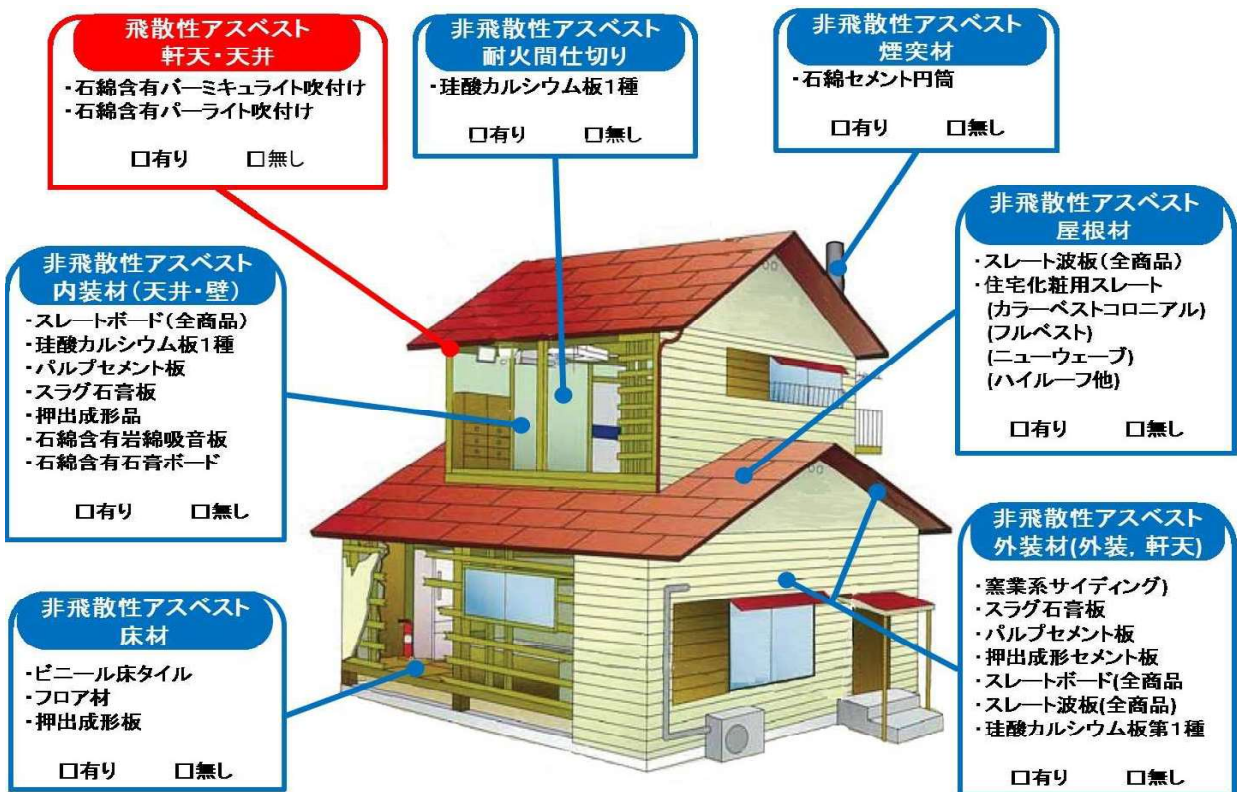 飛散性アスベスト
軒天・天井
・石綿含有バーミキュライト吹付け
・石綿含有パーライト吹付け
□有り □無し
非飛散性アスベスト
耐火間仕切り
・珪酸カルシウム板1種
□有り □無し
非飛散性アスベスト
煙突材
・石綿セメント円筒
□有り □無し
非飛散性アスベスト
屋根材
・スレート波板(全商品)
・住宅化粧用スレート
(カラーベストコロニアル)
(フルベスト)
(ニューウェーブ)
(ハイルーフ他)
□有り □無し
非飛散性アスベスト
内装材(天井・壁)
・スレートボード(全商品)
・珪酸カルシウム板1種
・パルプセメント板
・スラグ石膏板
・押出成形品
・石綿含有岩綿吸音板
・石綿含有石膏ボード
□有り □無し
非飛散性アスベスト
外装材(外装,軒天)
・窯業系サイディング)
・スラグ石膏板
・パルプセメント板
・押出成形セメント板
・スレートボード(全商品
・スレート波板(全商品)
・珪酸カルシウム板第1種
□有り □無し
非飛散性アスベスト
床材
・ビニール床タイル
・フロア材
・押出成形板
□有り □無し